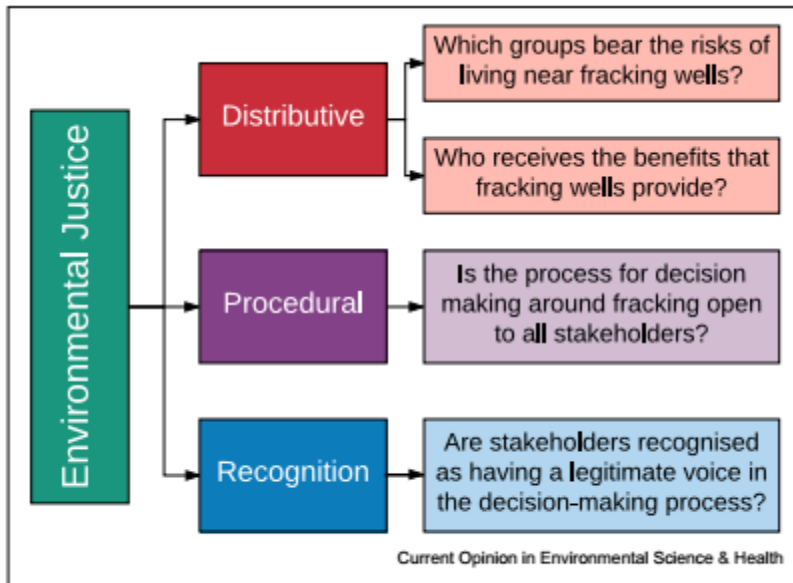 Environmental Justice
Distributive
Which groups bear the risks of
living near fracking wells?
Who receives the benefits that
fracking wells provide?
Procedural
Is the process for decision
making around fracking open
to all stakeholders?
Recognition
Are stakeholders recognised
as having a legitimate voice in
the decision-making process?
Current Opinion in Environmental Science & Health